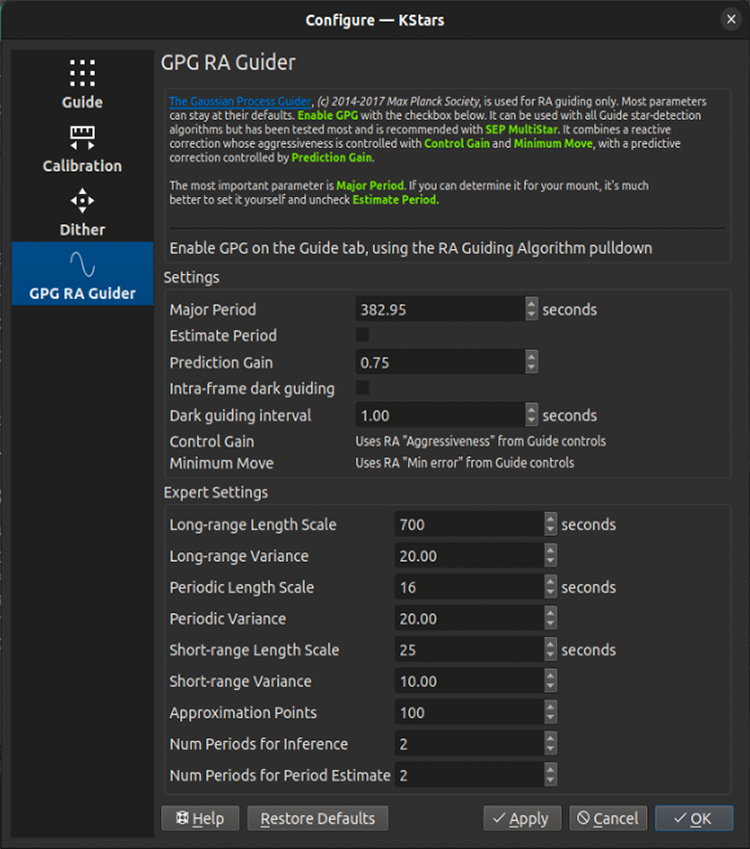 Configure — KStars
Guide
Calibration
Dither
GPG RA Guider
GPG RA Guider
The Gaussian Process Guider, (c) 2014-2017 Max Planck Society, is used for RA guiding only. Most parameters
can stay at their defaults. Enable GPG with the checkbox below. It can be used with all Guide star-detection
algorithms but has been tested most and is recommended with SEP MultiStar. It combines a reactive
correction whose aggressiveness is controlled with Control Gain and Minimum Move, with a predictive
correction controlled by Prediction Gain.
The most important parameter is Major Period. If you can determine it for your mount, it's much
better to set it yourself and uncheck Estimate Period.
Enable GPG on the Guide tab, using the RA Guiding Algorithm pulldown
Settings
Major Period 382.95 seconds
Estimate Period
Prediction Gain 0.75
Intra-frame dark guiding
Dark guiding interval 1.00 seconds
Control Gain Uses RA "Aggressiveness" from Guide controls
Minimum Move Uses RA "Min error" from Guide controls
Expert Settings
Long-range Length Scale 700 seconds
Long-range Variance 20.00
Periodic Length Scale 16 seconds
Periodic Variance 20.00
Short-range Length Scale 25 seconds
Short-range Variance 10.00
Approximation Points 100
Num Periods for Inference 2
Num Periods for Period Estimate 2
Help Restore Defaults Apply Cancel OK